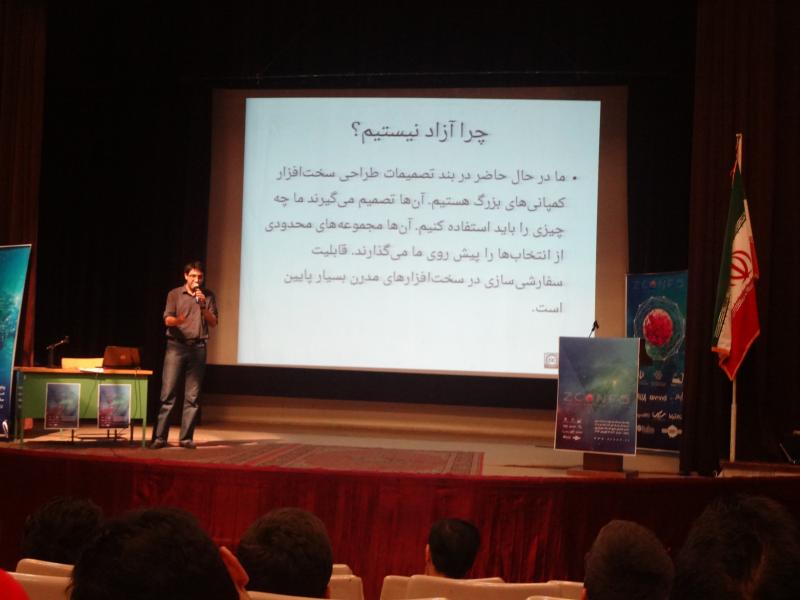 چرا آزاد نیستیم؟
• ما در حال حاضر در بند تصمیمات طراحی سخت‌افزار
کمپانی‌های بزرگ هستیم. آن‌ها تصمیم می‌گیرند ما چه
چیزی را باید استفاده کنیم. آن‌ها مجموعه‌های محدودی
از انتخاب‌ها را پیش روی ما می‌گذارند. قابلیت
سفارشی‌سازی در سخت‌افزارهای مدرن بسیار پایین
است.
ZCONF5
ZCONF5